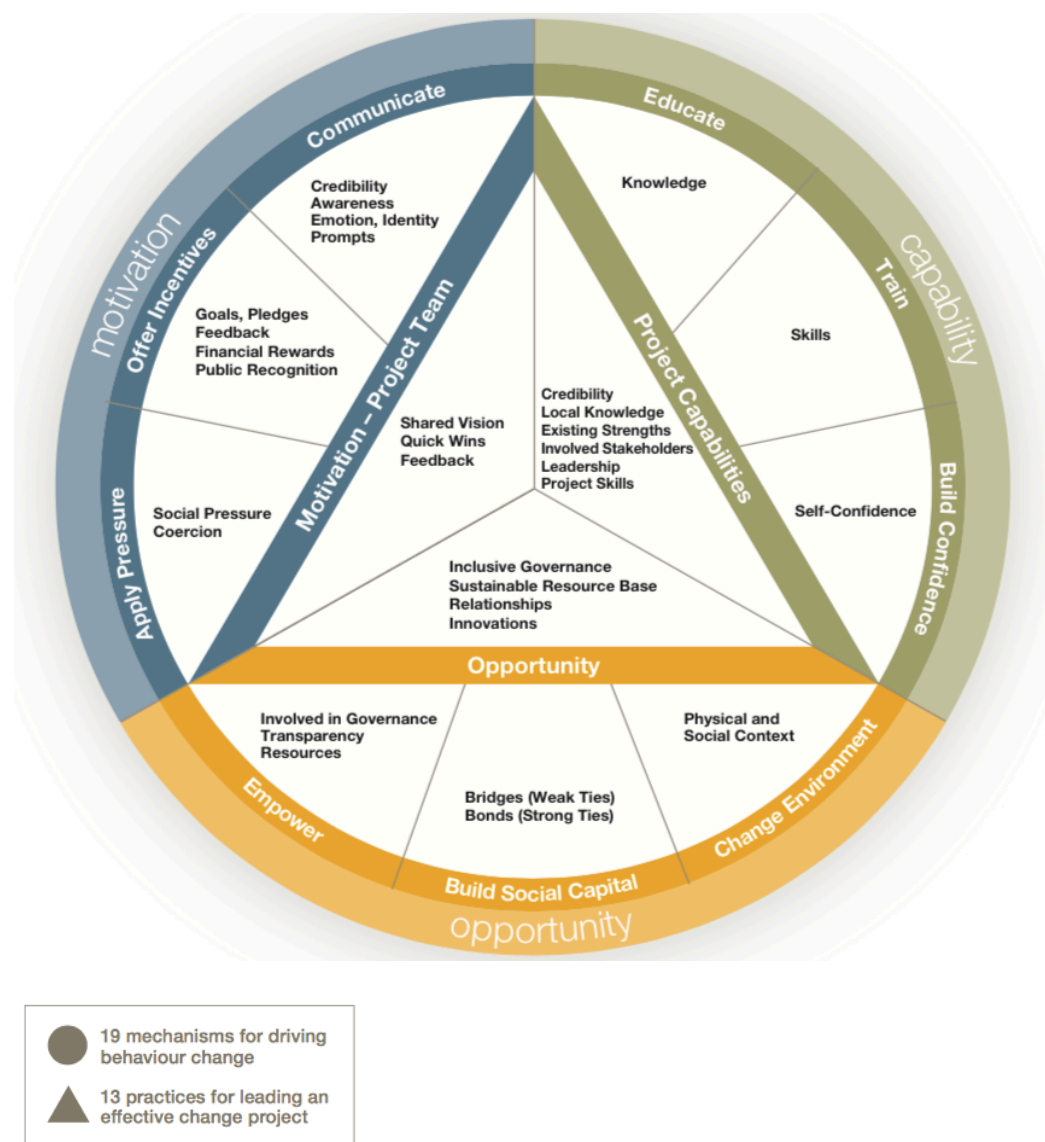 motivation
Communicate
Credibility
Awareness
Emotion, Identity
Prompts
Offer Incentives
Goals, Pledges
Feedback
Financial Rewards
Public Recognition
Apply Pressure
Social Pressure
Coercion
capability
Educate
Knowledge
Train
Skills
Build Confidence
Self-Confidence
Motivation – Project Team
Shared Vision
Quick Wins
Feedback
Project Capabilities
Credibility
Local Knowledge
Existing Strengths
Involved Stakeholders
Leadership
Project Skills
Inclusive Governance
Sustainable Resource Base
Relationships
Innovations
Opportunity
Involved in Governance
Transparency
Resources
Empower
Bridges (Weak Ties)
Bonds (Strong Ties)
Build Social Capital
Physical and
Social Context
Change Environment
opportunity
19 mechanisms for driving
behaviour change
13 practices for leading an
effective change project